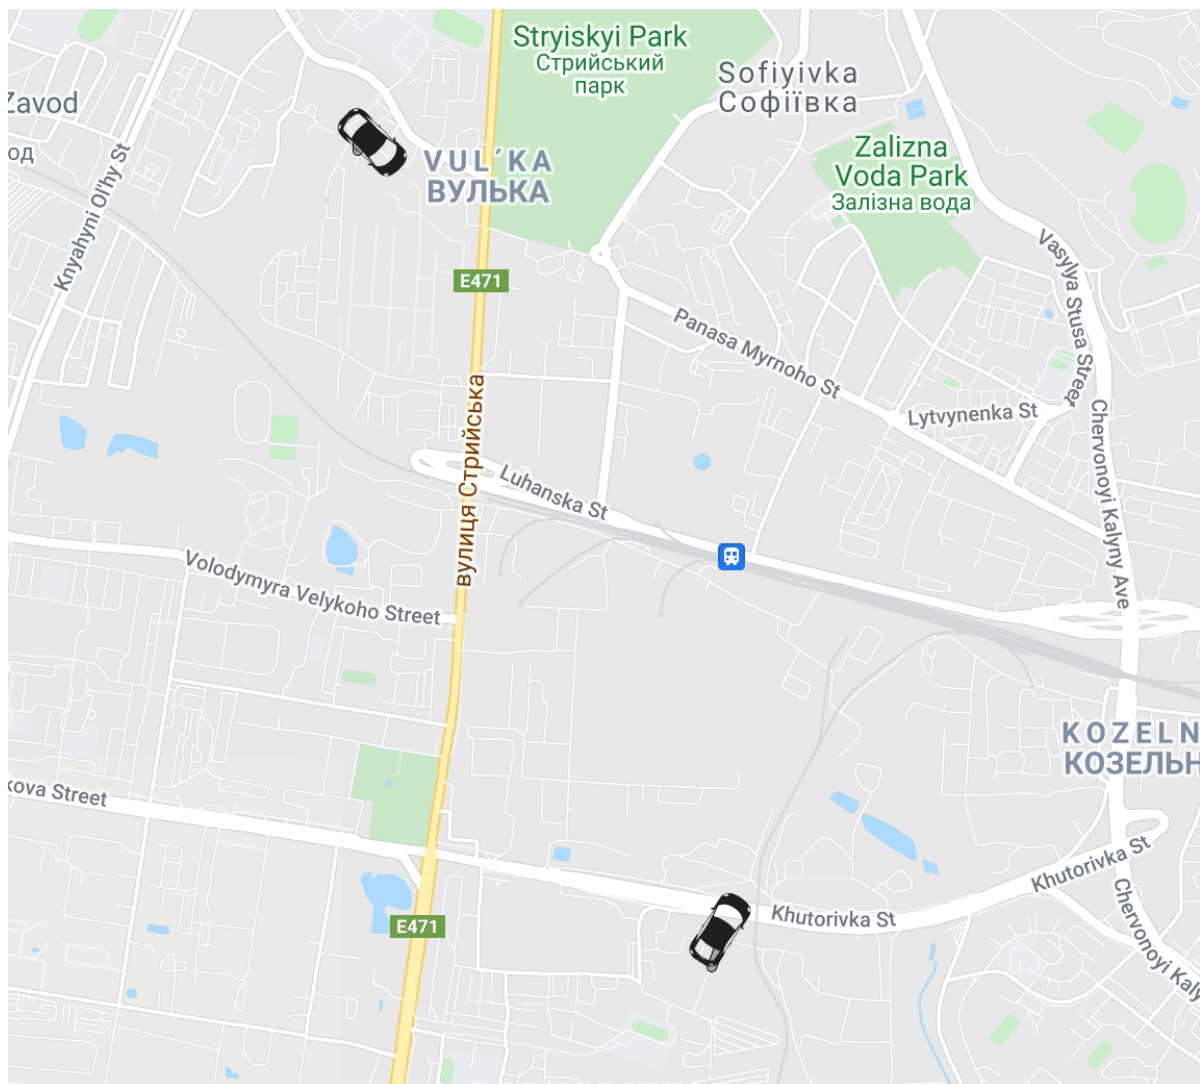 Stryiskyi Park
Стрийський
парк
Sofiyivka
Софіївка
Zavod
од
Knyahyni Ol'hy St
VUL´KA
ВУЛЬКА
Zalizna
Voda Park
Залізна вода
E471
Vasylya Stusa Street
Panasa Myrnoho St
Lytvynenka St
вулиця Стрийська
Chervonoyi Kalyny Ave
Luhanska St
Volodymyra Velykoho Street
KOZELN
КОЗЕЛЬН
kova Street
Khutorivka St
E471
Khutorivka St
Chervonoyi Kaly